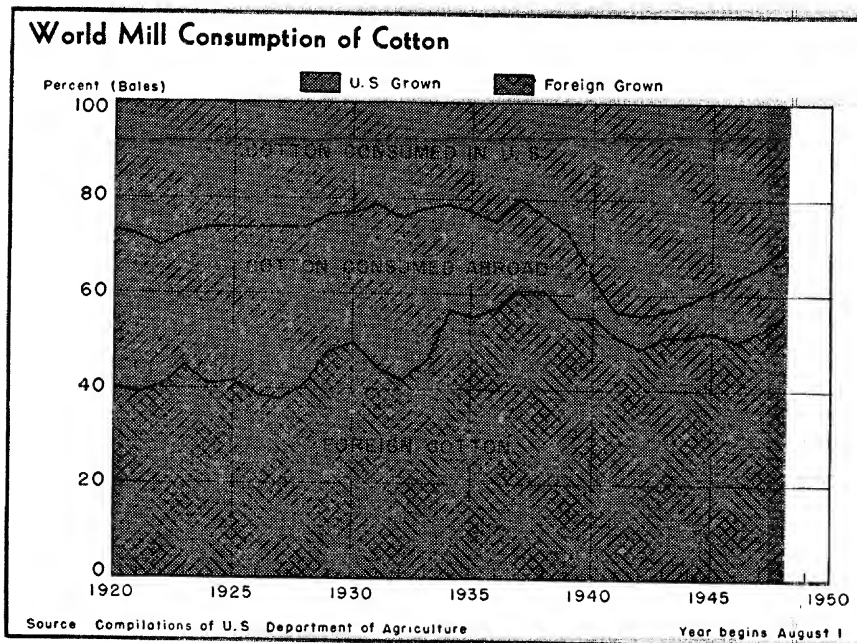 World Mill Consumption of Cotton
Percent (Bales)
U.S Grown
Foreign Grown
100
80
60
40
20
0
COTTON CONSUMED IN U. S.
COTTON CONSUMED ABROAD
FOREIGN COTTON
1920 1925 1930 1935 1940 1945 1950
Source Compilations of U.S Department of Agriculture
Year begins August 1